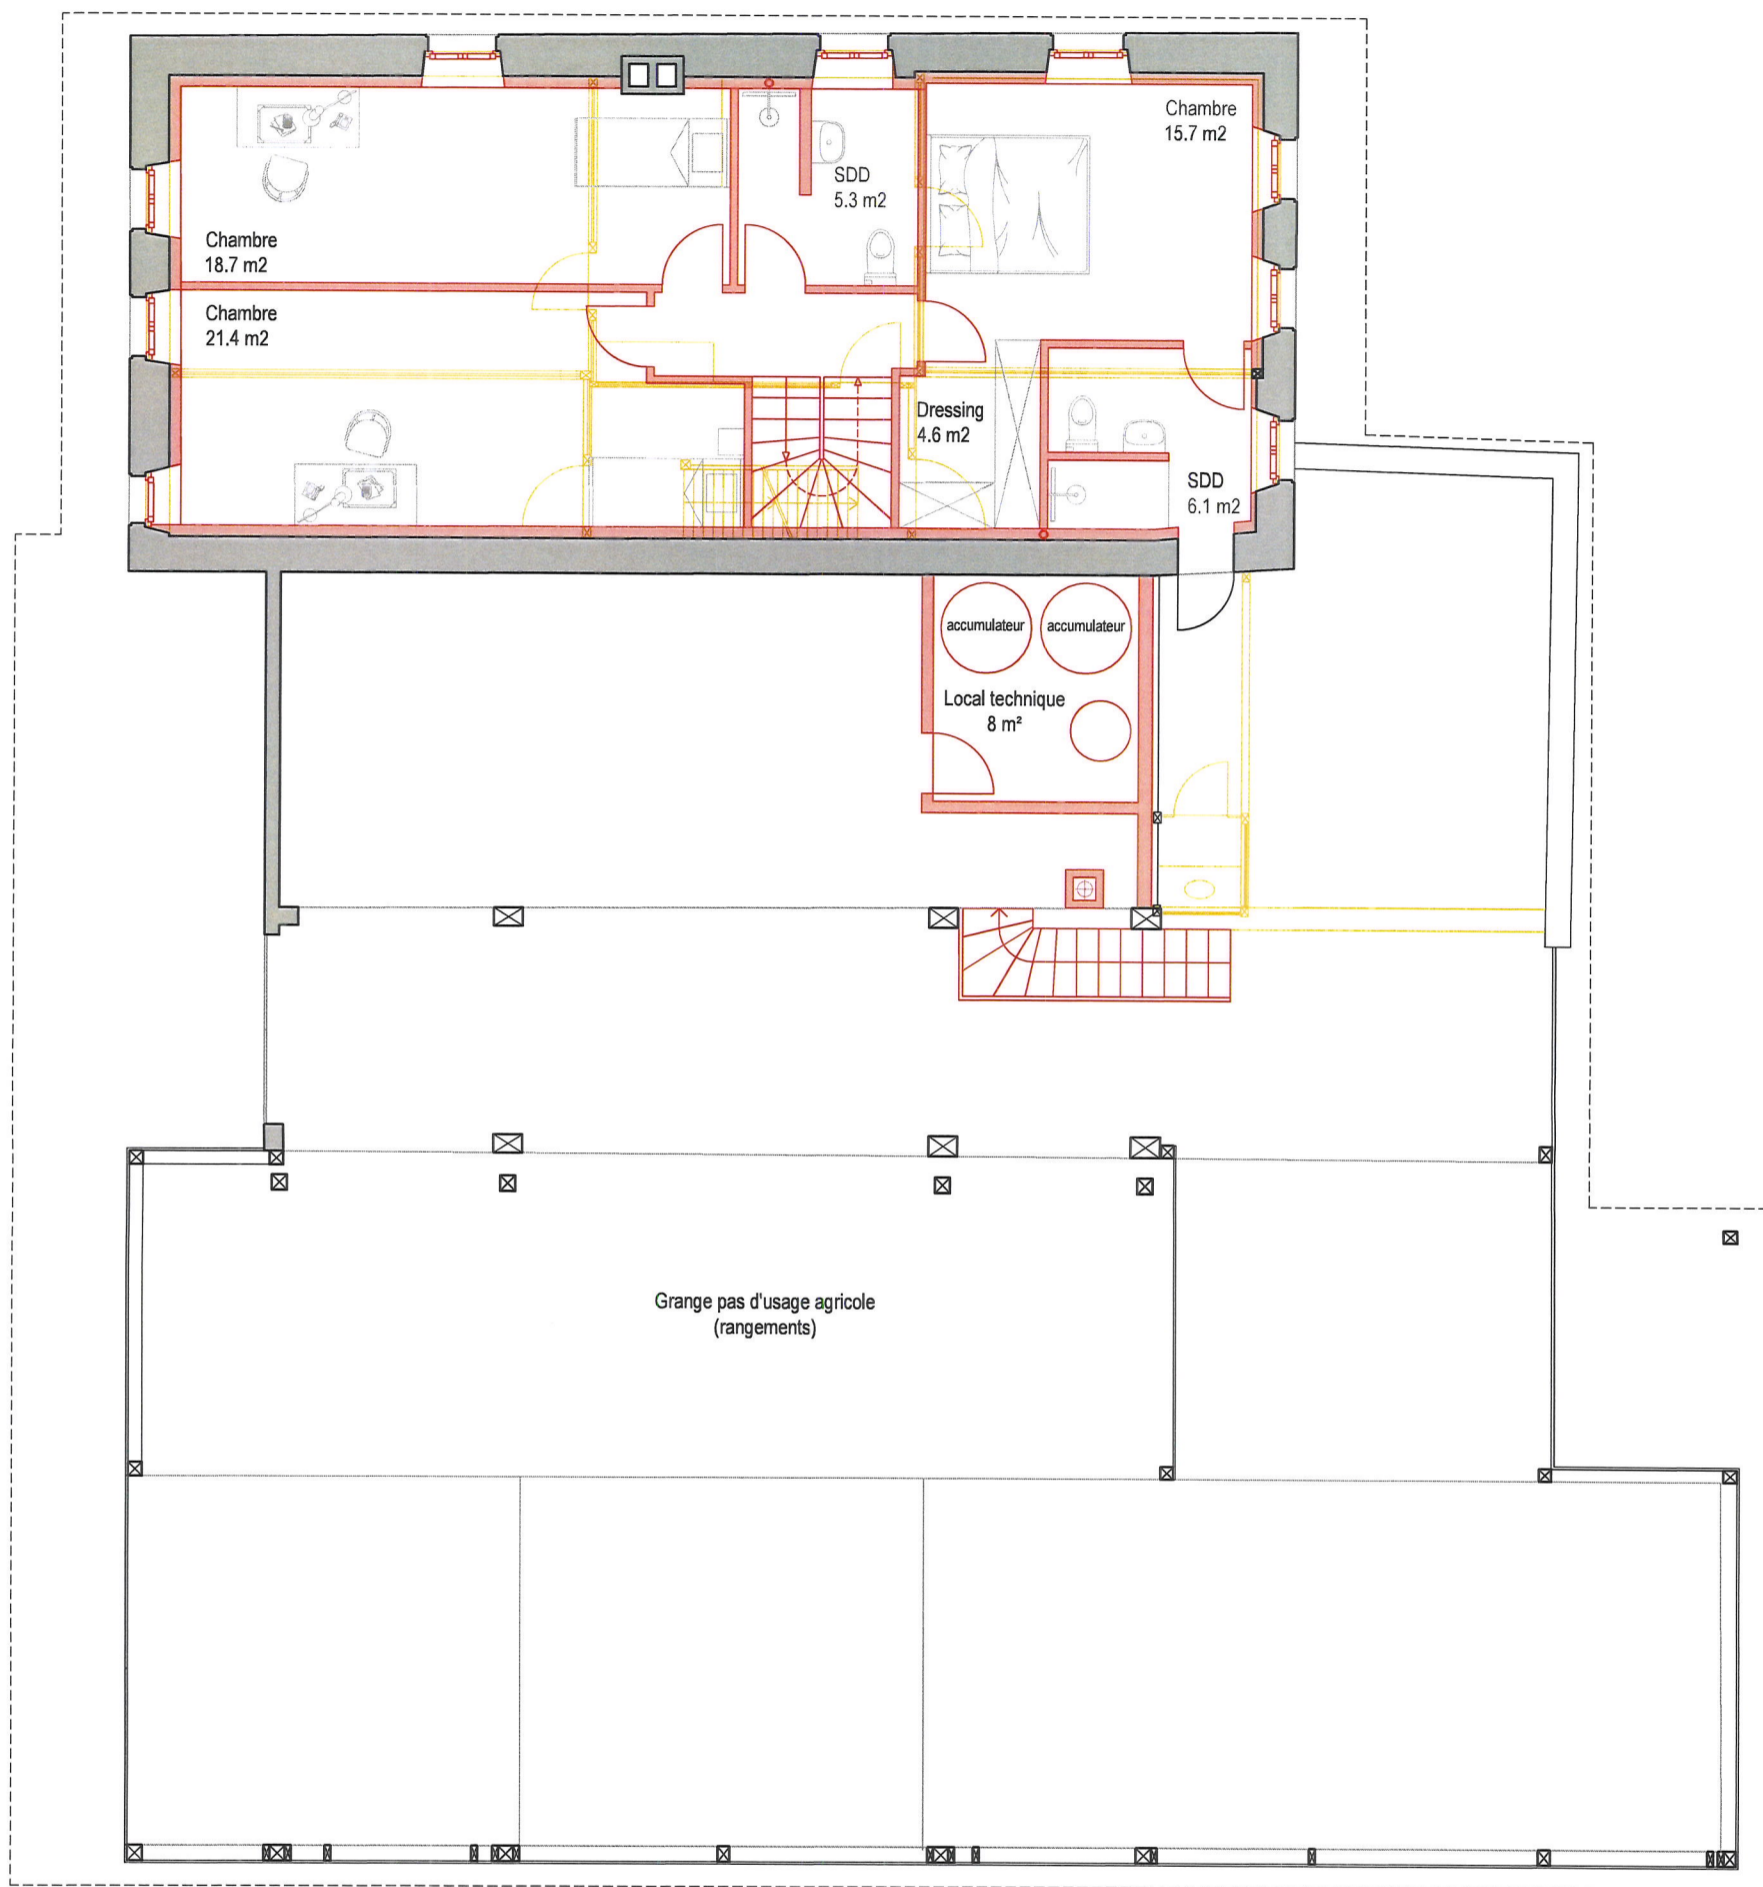 Chambre
15.7 m2
SDD
5.3 m2
Chambre
18.7 m2
Chambre
21.4 m2
Dressing
4.6 m2
SDD
6.1 m2
accumulateur
accumulateur
Local technique
8 m²
Grange pas d'usage agricole
(rangements)